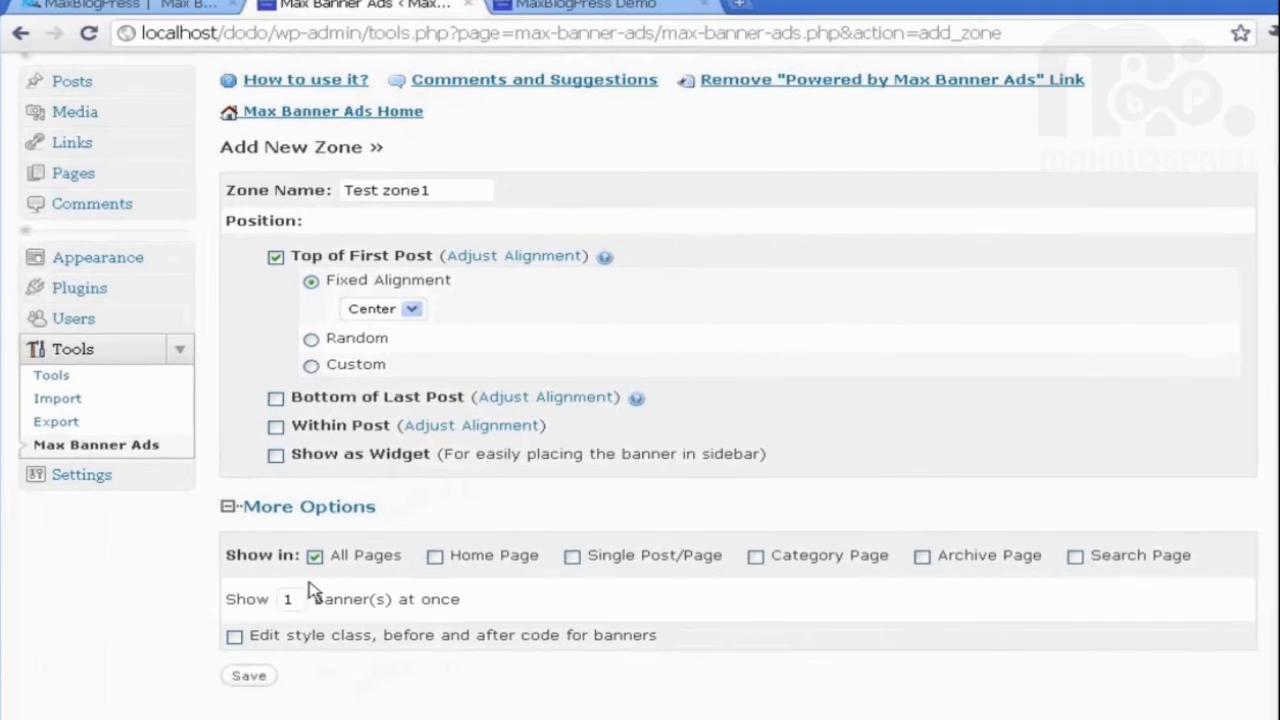 MaxBlogPress | Max B...
Max Banner Ads < Max...
MaxBlogPress Demo
localhost/dodo/wp-admin/tools.php?page=max-banner-ads/max-banner-ads.php&action=add_zone
Posts
Media
Links
Pages
Comments
Appearance
Plugins
Users
Tools
Tools
Import
Export
Max Banner Ads
Settings
How to use it? Comments and Suggestions Remove "Powered by Max Banner Ads" Link
Max Banner Ads Home
Add New Zone »
Zone Name: Test zone1
Position:
Top of First Post (Adjust Alignment)
Fixed Alignment
Center
Random
Custom
Bottom of Last Post (Adjust Alignment)
Within Post (Adjust Alignment)
Show as Widget (For easily placing the banner in sidebar)
More Options
Show in: All Pages Home Page Single Post/Page Category Page Archive Page Search Page
Show 1 Banner(s) at once
Edit style class, before and after code for banners
Save
MBP
MAXBLOGPRESS